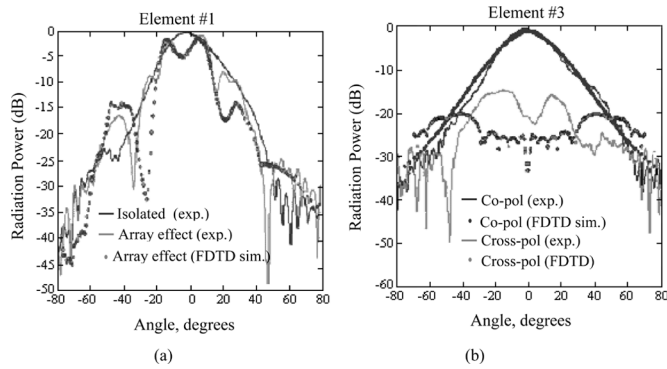 Element #1
Radiation Power (dB)
0
-5
-10
-15
-20
-25
-30
-35
-40
-45
-50
Isolated (exp.)
Array effect (exp.)
Array effect (FDTD sim.)
-80 -60 -40 -20 0 20 40 60 80
Angle, degrees
(a)
Element #3
Radiation Power (dB)
0
-10
-20
-30
-40
-50
-60
Co-pol (exp.)
Co-pol (FDTD sim.)
Cross-pol (exp.)
Cross-pol (FDTD)
-80 -60 -40 -20 0 20 40 60 80
Angle, degrees
(b)